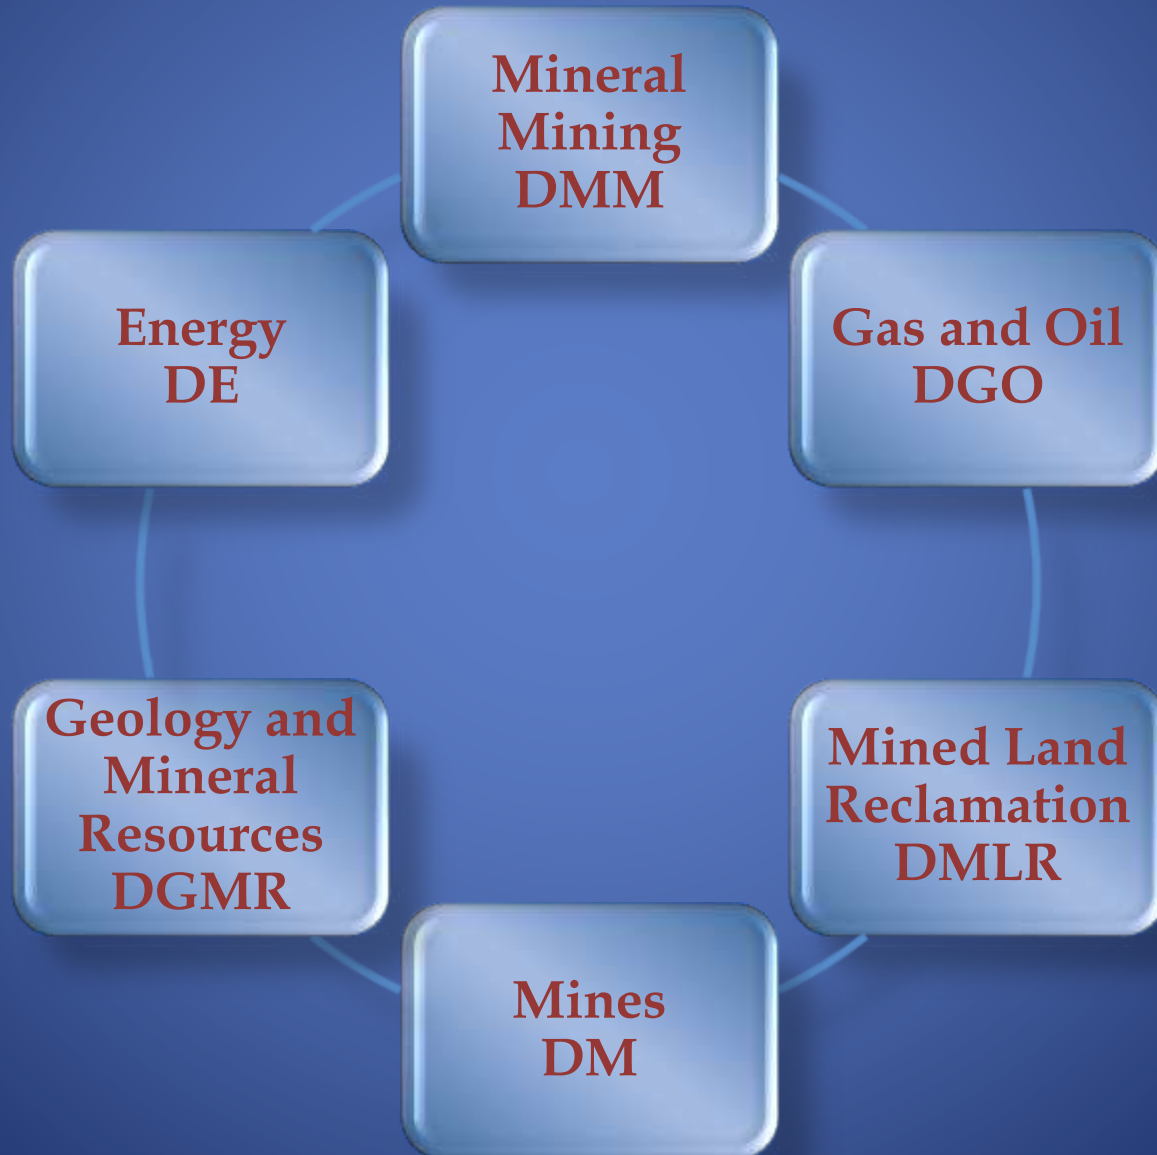 Mineral
Mining
DMM
Energy
DE
Gas and Oil
DGO
Geology and
Mineral
Resources
DGMR
Mined Land
Reclamation
DMLR
Mines
DM